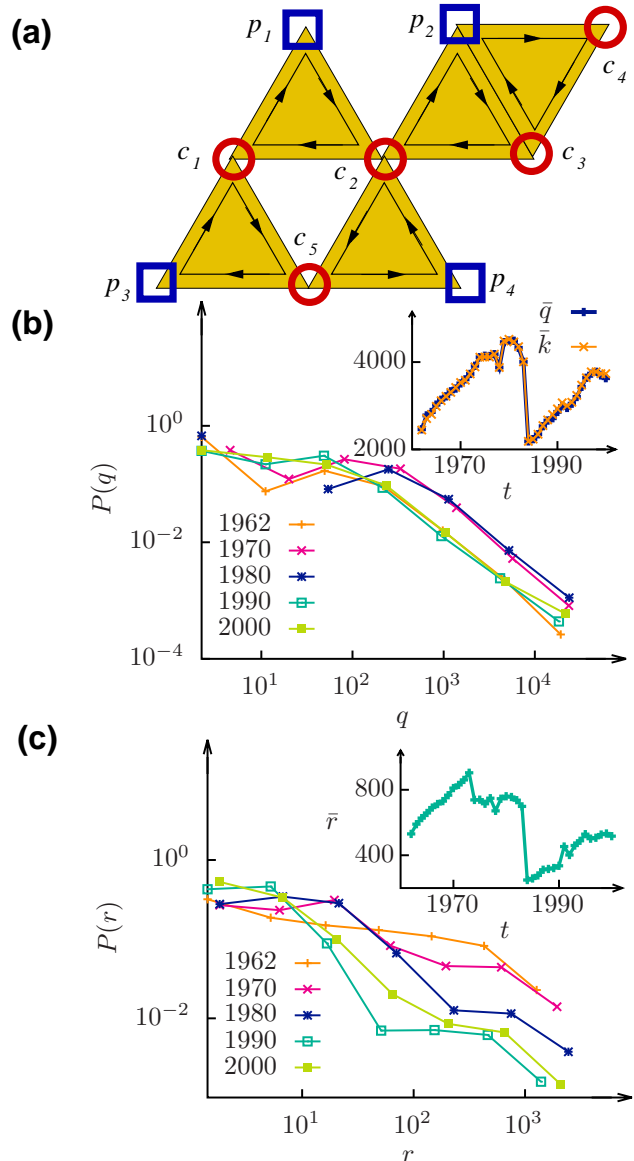 (a)
p1 p2
c4
c1 c2 c3
c5
p3 p4
(b)
q̄
k̄
4000
2000
1970 1990
t
10^0
10^-2
10^-4
P(q)
1962
1970
1980
1990
2000
10^1 10^2 10^3 10^4
q
(c)
r̄
800
400
1970 1990
t
10^0
10^-2
P(r)
1962
1970
1980
1990
2000
10^1 10^2 10^3
r